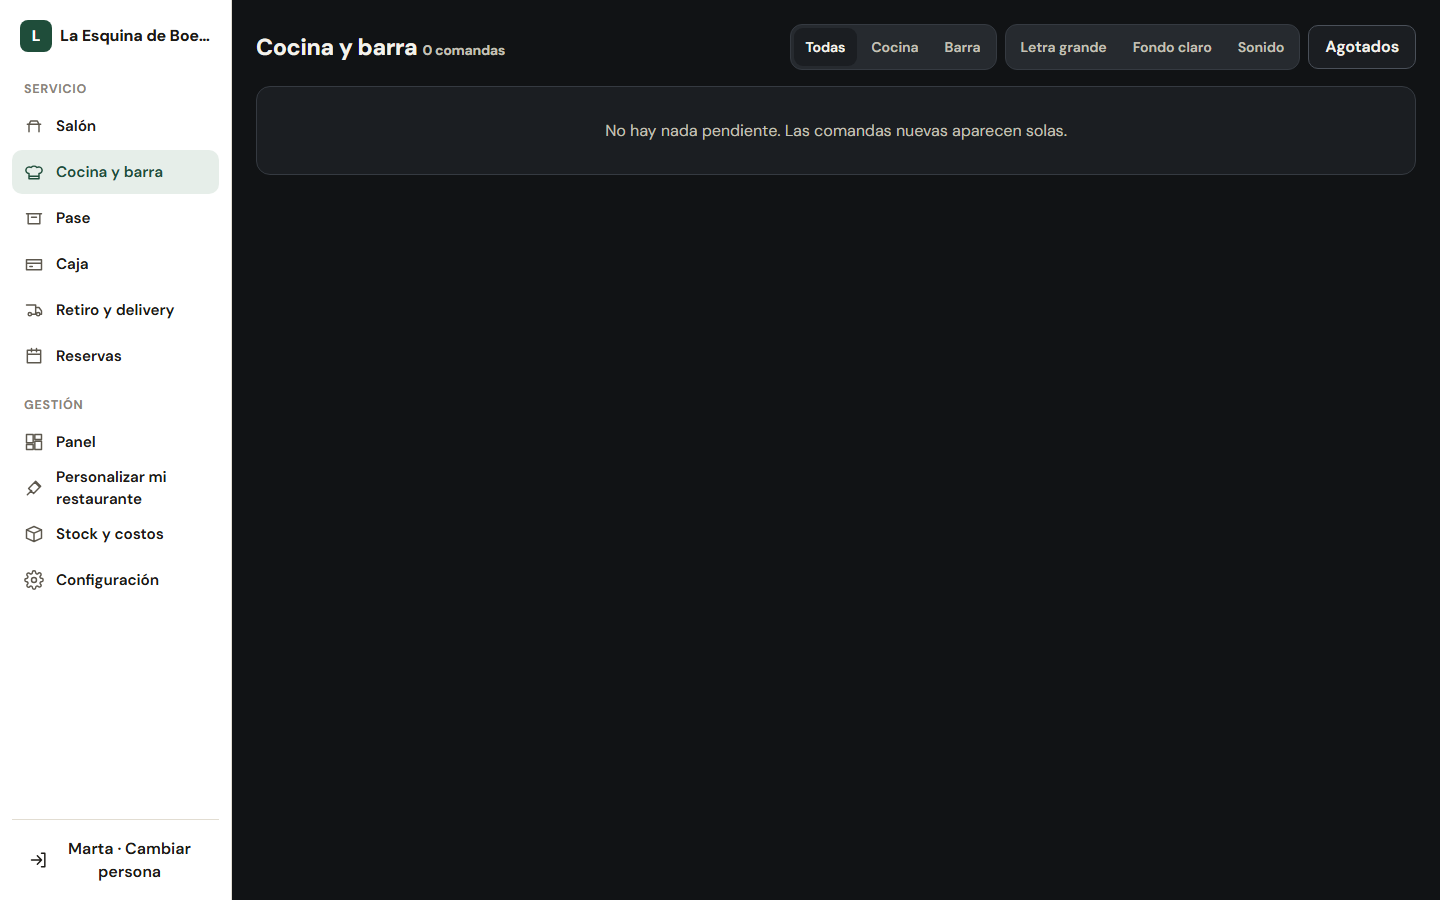 L La Esquina de Boe...
SERVICIO
Salón
Cocina y barra
Pase
Caja
Retiro y delivery
Reservas
GESTIÓN
Panel
Personalizar mi
restaurante
Stock y costos
Configuración
Marta · Cambiar
persona
Cocina y barra 0 comandas
Todas Cocina Barra Letra grande Fondo claro Sonido Agotados
No hay nada pendiente. Las comandas nuevas aparecen solas.